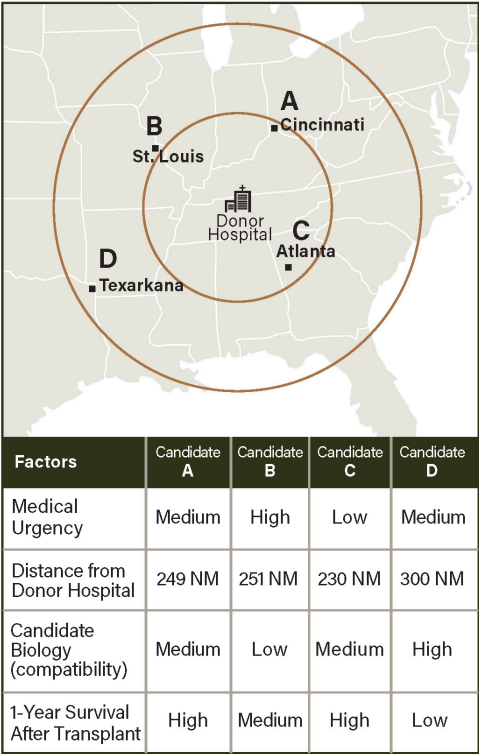 A
Cincinnati
B
St. Louis
Donor
Hospital
C
Atlanta
D
Texarkana
Factors
Candidate
A
Candidate
B
Candidate
C
Candidate
D
Medical
Urgency
Medium
High
Low
Medium
Distance from
Donor Hospital
249 NM
251 NM
230 NM
300 NM
Candidate
Biology
(compatibility)
Medium
Low
Medium
High
1-Year Survival
After Transplant
High
Medium
High
Low